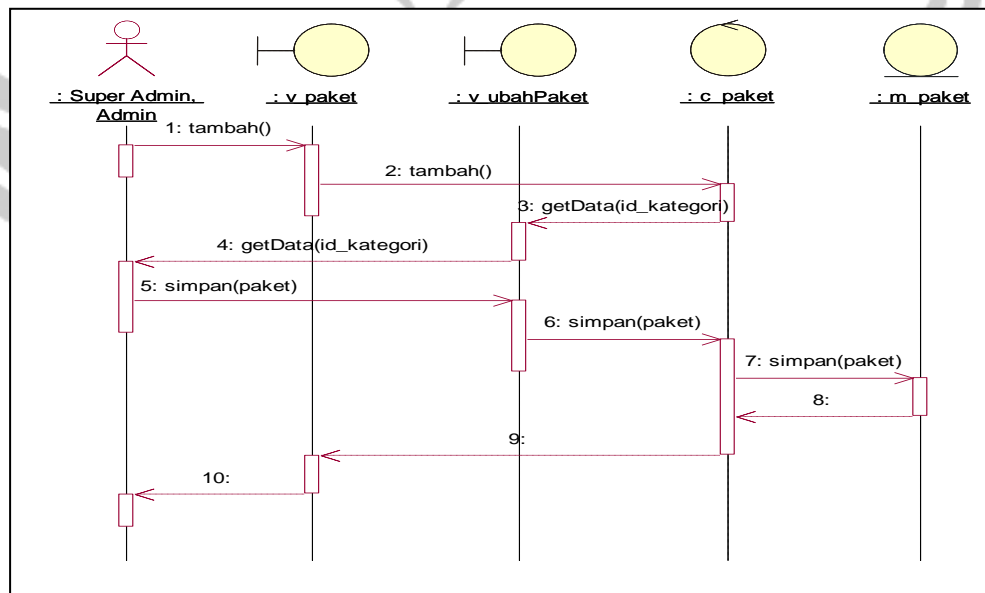 : Super Admin,
Admin
: v_paket
: v_ubahPaket
: c_paket
: m_paket
1: tambah()
2: tambah()
3: getData(id_kategori)
4: getData(id_kategori)
5: simpan(paket)
6: simpan(paket)
7: simpan(paket)
8:
9:
10: